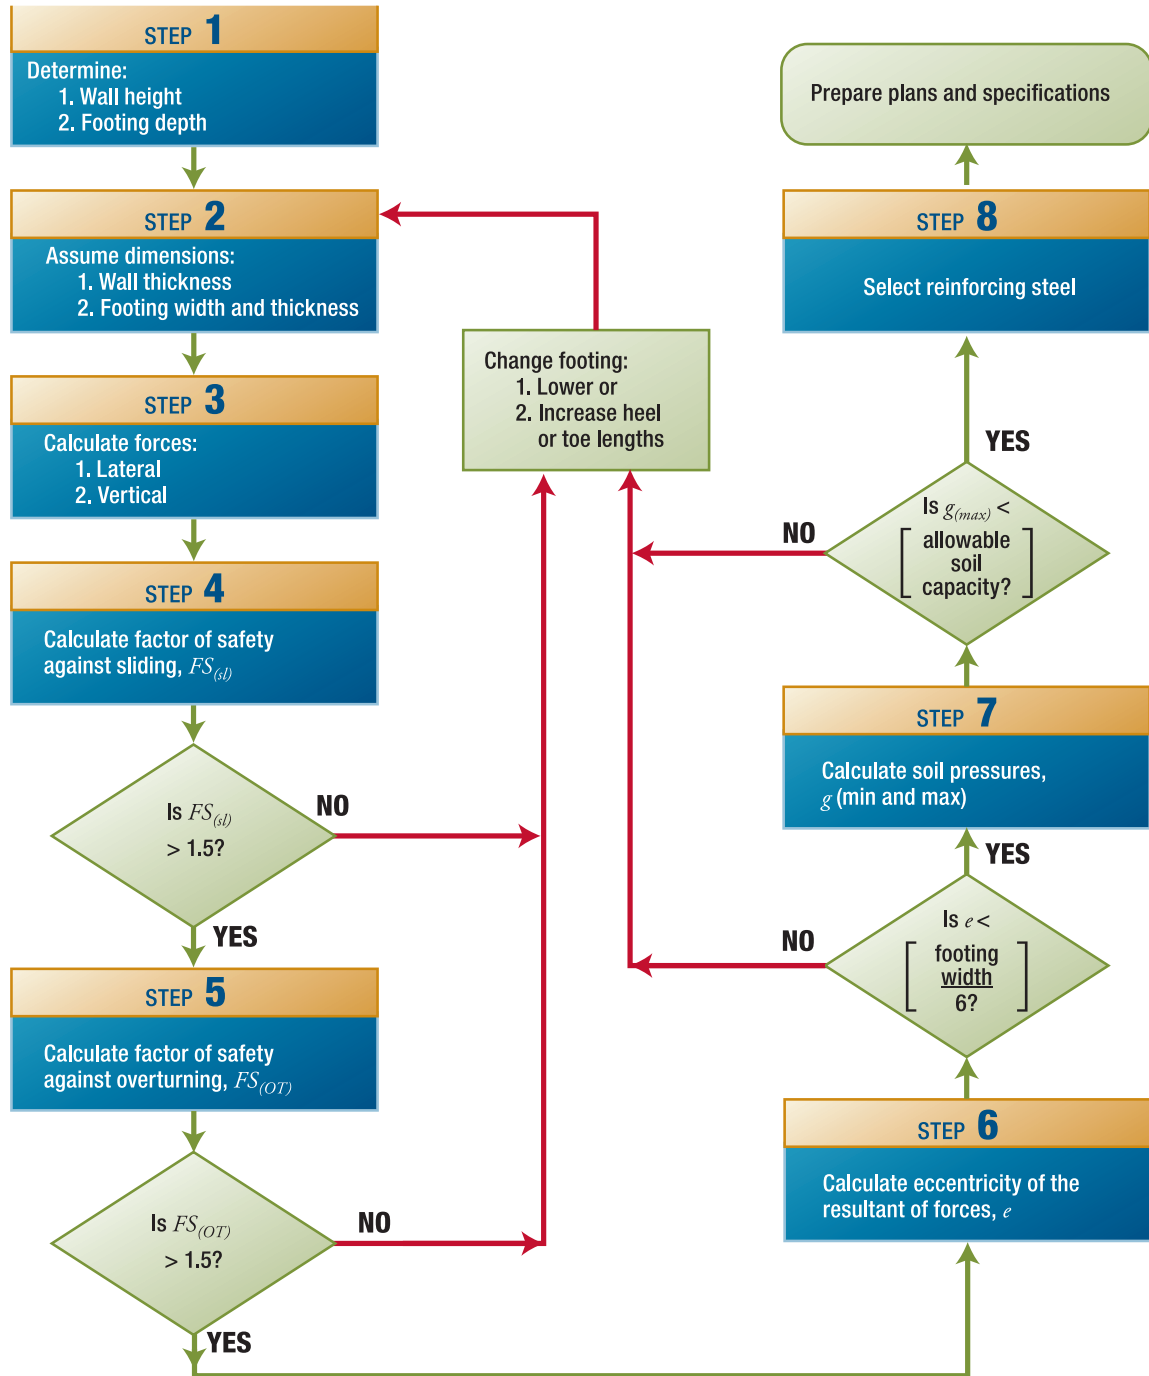 STEP 1
Determine:
1. Wall height
2. Footing depth
STEP 2
Assume dimensions:
1. Wall thickness
2. Footing width and thickness
STEP 3
Calculate forces:
1. Lateral
2. Vertical
STEP 4
Calculate factor of safety
against sliding, FS(sl)
Is FS(sl)
> 1.5?
NO
YES
STEP 5
Calculate factor of safety
against overturning, FS(OT)
Is FS(OT)
> 1.5?
NO
YES
Change footing:
1. Lower or
2. Increase heel
or toe lengths
STEP 6
Calculate eccentricity of the
resultant of forces, e
Is e <
footing
width
6?
NO
YES
STEP 7
Calculate soil pressures,
g (min and max)
Is g(max) <
allowable
soil
capacity?
NO
YES
STEP 8
Select reinforcing steel
Prepare plans and specifications